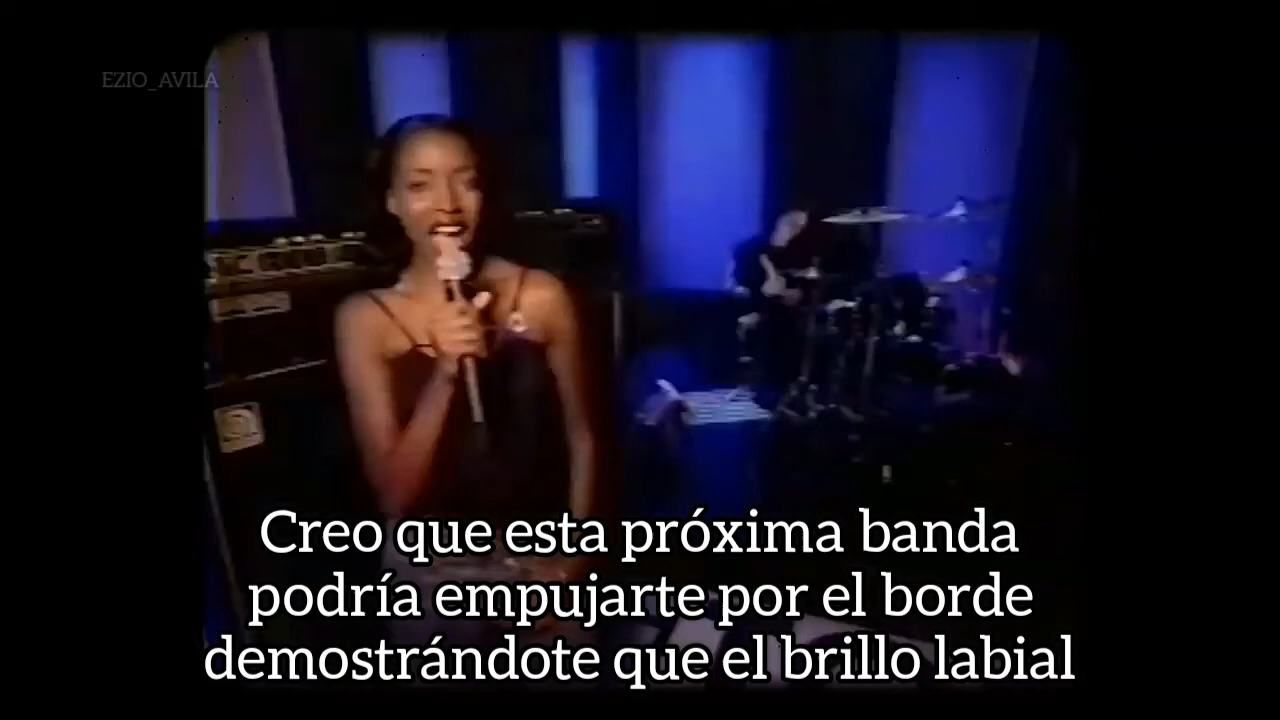 EZIO_AVILA
Creo que esta próxima banda
podría empujarte por el borde
demostrándote que el brillo labial